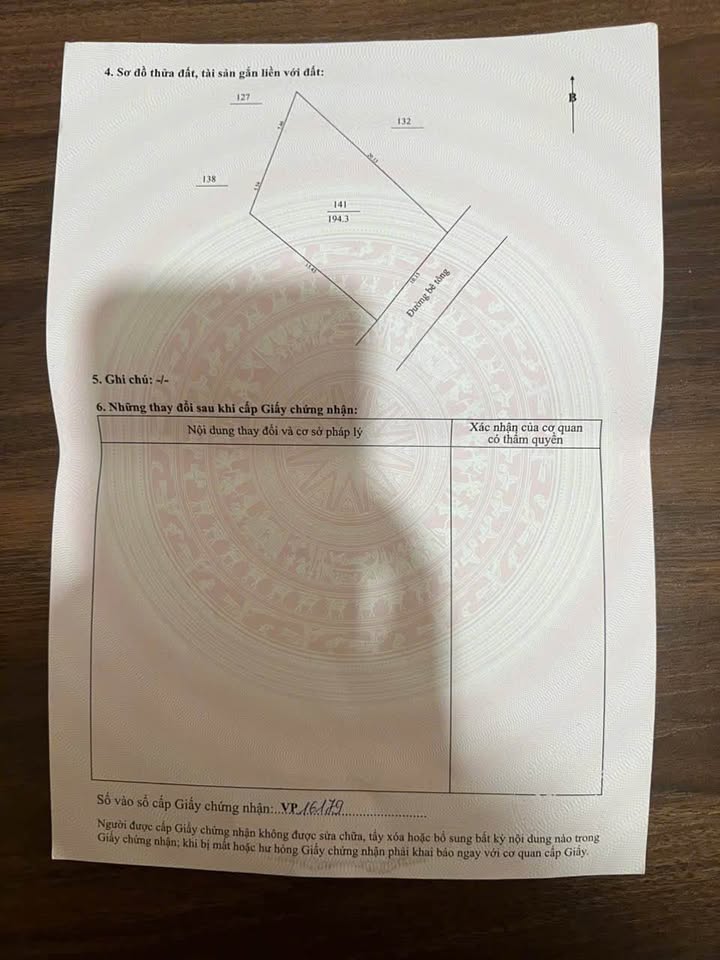 4. Sơ đồ thửa đất, tài sản gắn liền với đất:
127
B
132
20.13
138
141
194.3
Đường bê tông
5. Ghi chú: -/-
6. Những thay đổi sau khi cấp Giấy chứng nhận:
Nội dung thay đổi và cơ sở pháp lý
Xác nhận của cơ quan
có thẩm quyền
Số vào sổ cấp Giấy chứng nhận: VP 16179
Người được cấp Giấy chứng nhận không được sửa chữa, tẩy xóa hoặc bổ sung bất kỳ nội dung nào trong
Giấy chứng nhận; khi bị mất hoặc hư hỏng Giấy chứng nhận phải khai báo ngay với cơ quan cấp Giấy.